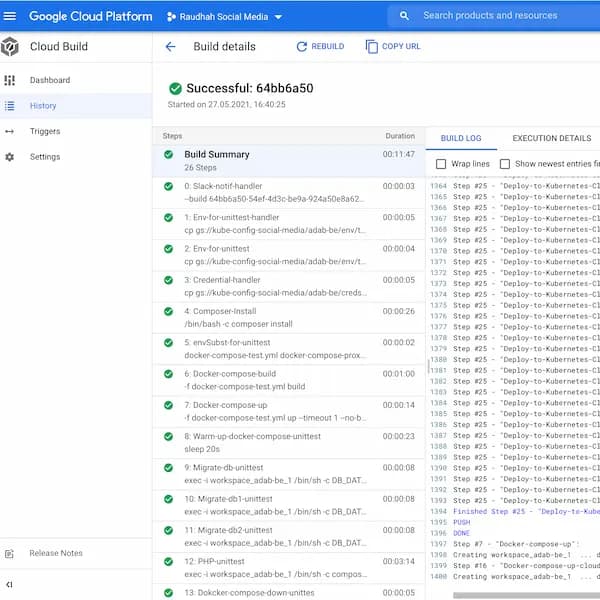 Google Cloud Platform
Raudhah Social Media
Search products and resources
Cloud Build
Build details
REBUILD
COPY URL
Dashboard
History
Triggers
Settings
Release Notes
Successful: 64bb6a50
Started on 27.05.2021, 16:40:25
Steps Duration
Build Summary 00:11:47
26 Steps
0: Slack-notif-handler 00:00:03
--build 64bb6a50-54ef-4d3c-be9a-924a50e8a62...
1: Env-for-unittest-handler 00:00:05
cp gs://kube-config-social-media/adab-be/env/t...
2: Env-for-unittest 00:00:04
cp gs://kube-config-social-media/adab-be/env/t...
3: Credential-handler 00:00:05
cp gs://kube-config-social-media/adab-be/creds...
4: Composer-Install 00:00:26
/bin/bash -c composer install
5: envSubst-for-unittest 00:00:02
docker-compose-test.yml docker-compose-prox...
6: Docker-compose-build 00:01:00
-f docker-compose-test.yml build
7: Docker-compose-up 00:00:14
-f docker-compose-test.yml up --timeout 1 --no-b...
8: Warm-up-docker-compose-unittest 00:00:23
sleep 20s
9: Migrate-db-unittest 00:00:08
exec -i workspace_adab-be_1 /bin/sh -c DB_DAT...
10: Migrate-db1-unittest 00:00:08
exec -i workspace_adab-be_1 /bin/sh -c DB_DAT...
11: Migrate-db2-unittest 00:00:08
exec -i workspace_adab-be_1 /bin/sh -c DB_DAT...
12: PHP-unittest 00:03:14
exec -i workspace_adab-be_1 /bin/sh -c compos...
13: Dokcker-compose-down-unittes 00:00:05
BUILD LOG EXECUTION DETAILS
Wrap lines Show newest entries fi
1364 Step #25 - "Deploy-to-Kubernetes-Cl
1365 Step #25 - "Deploy-to-Kubernetes-Cl
1366 Step #25 - "Deploy-to-Kubernetes-Cl
1367 Step #25 - "Deploy-to-Kubernetes-Cl
1368 Step #25 - "Deploy-to-Kubernetes-Cl
1369 Step #25 - "Deploy-to-Kubernetes-Cl
1370 Step #25 - "Deploy-to-Kubernetes-Cl
1371 Step #25 - "Deploy-to-Kubernetes-Cl
1372 Step #25 - "Deploy-to-Kubernetes-Cl
1373 Step #25 - "Deploy-to-Kubernetes-Cl
1374 Step #25 - "Deploy-to-Kubernetes-Cl
1375 Step #25 - "Deploy-to-Kubernetes-Cl
1376 Step #25 - "Deploy-to-Kubernetes-Cl
1377 Step #25 - "Deploy-to-Kubernetes-Cl
1378 Step #25 - "Deploy-to-Kubernetes-Cl
1379 Step #25 - "Deploy-to-Kubernetes-Cl
1380 Step #25 - "Deploy-to-Kubernetes-Cl
1381 Step #25 - "Deploy-to-Kubernetes-Cl
1382 Step #25 - "Deploy-to-Kubernetes-Cl
1383 Step #25 - "Deploy-to-Kubernetes-Cl
1384 Step #25 - "Deploy-to-Kubernetes-Cl
1385 Step #25 - "Deploy-to-Kubernetes-Cl
1386 Step #25 - "Deploy-to-Kubernetes-Cl
1387 Step #25 - "Deploy-to-Kubernetes-Cl
1388 Step #25 - "Deploy-to-Kubernetes-Cl
1389 Step #25 - "Deploy-to-Kubernetes-Cl
1390 Step #25 - "Deploy-to-Kubernetes-Cl
1391 Step #25 - "Deploy-to-Kubernetes-Cl
1392 Step #25 - "Deploy-to-Kubernetes-Cl
1393 Step #25 - "Deploy-to-Kubernetes-Cl
1394 Finished Step #25 - "Deploy-to-Kube
1395 PUSH
1396 DONE
1397 Step #7 - "Docker-compose-up":
1398 Creating workspace_adab-be_1 ... d
1399 Step #16 - "Docker-compose-up-cloud
1400 Creating workspace_adab-be_1 ... d